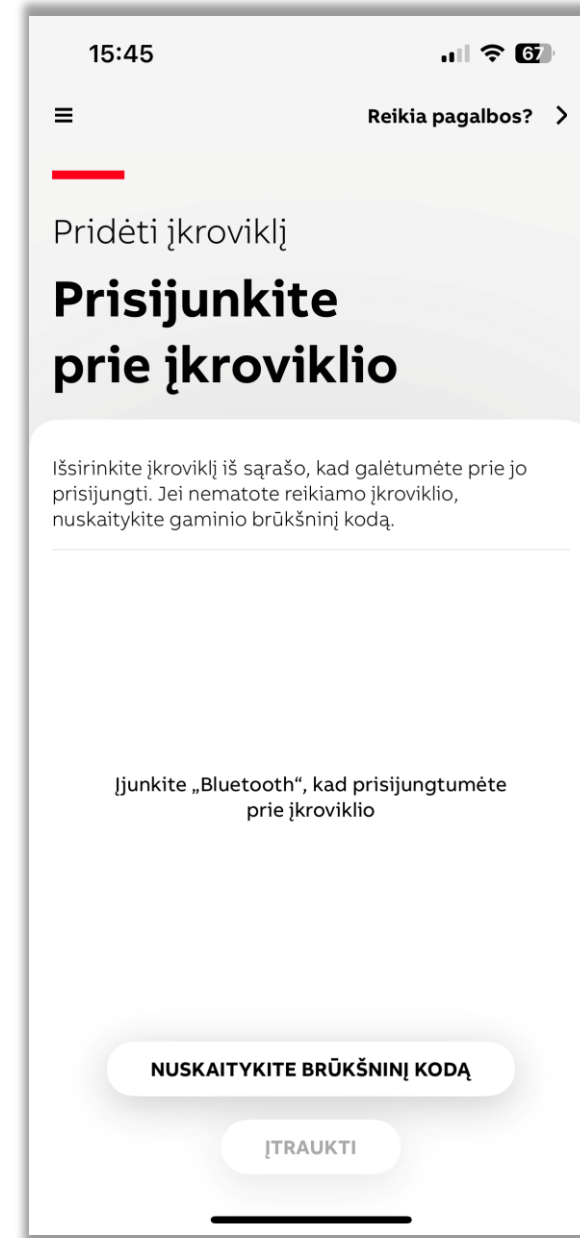 15:45
67
Reikia pagalbos?
Pridėti įkroviklį
Prisijunkite
prie įkroviklio
Išsirinkite įkroviklį iš sąrašo, kad galėtumėte prie jo
prisijungti. Jei nematote reikiamo įkroviklio,
nuskaitykite gaminio brūkšninį kodą.
Įjunkite „Bluetooth“, kad prisijungtumėte
prie įkroviklio
NUSKAITYKITE BRŪKŠNINĮ KODĄ
ĮTRAUKTI